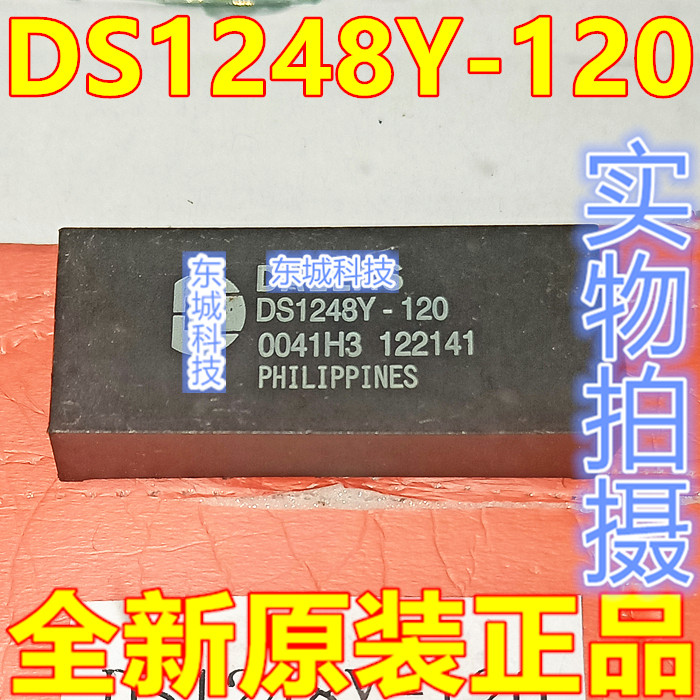 DS1248Y-120
实物拍摄
东城科技
东城科技
DS1248Y-120
0041H3 122141
PHILIPPINES
全新原装正品